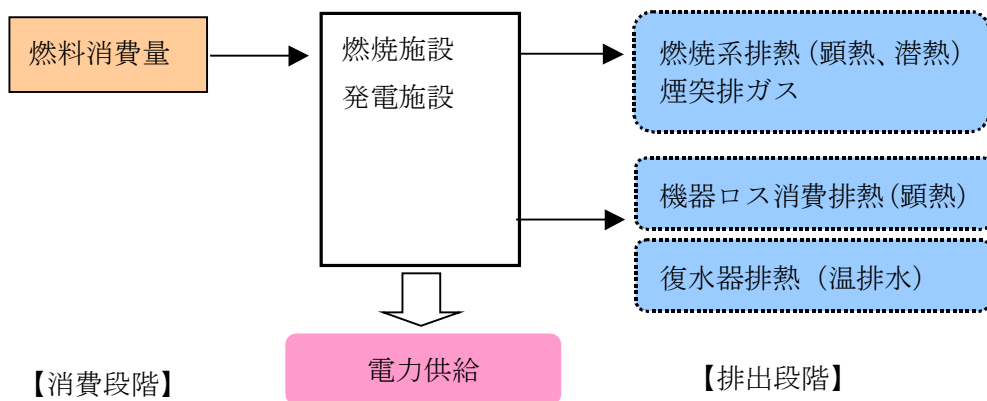 燃料消費量
燃焼施設
発電施設
燃焼系排熱(顕熱、潜熱)
煙突排ガス
機器ロス消費排熱(顕熱)
復水器排熱（温排水）
電力供給
【消費段階】
【排出段階】